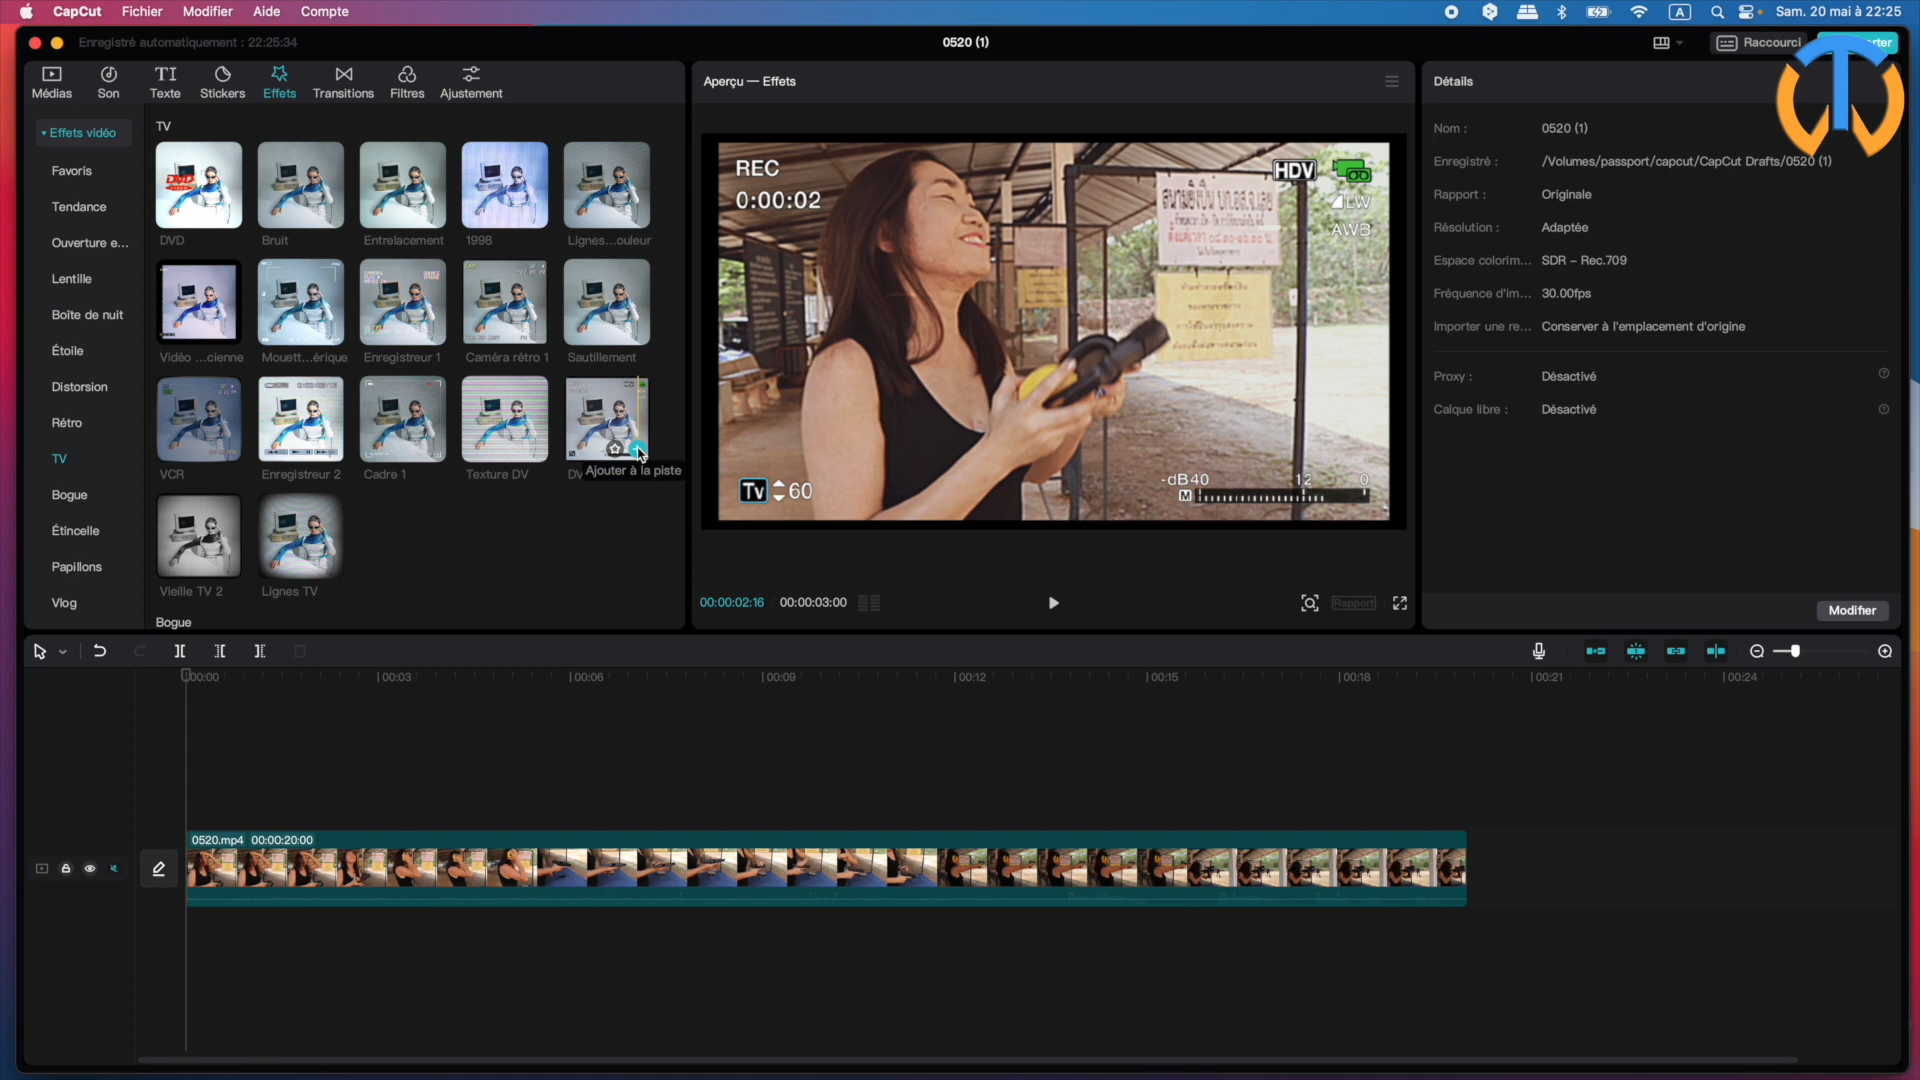 CapCut Fichier Modifier Aide Compte
A Sam. 20 mai à 22:25
Enregistré automatiquement : 22:25:34
0520 (1)
Raccourci
Médias Son Texte Stickers Effets Transitions Filtres Ajustement
Effets vidéo
Favoris
Tendance
Ouverture e...
Lentille
Boîte de nuit
Étoile
Distorsion
Rétro
TV
Bogue
Étincelle
Papillons
Vlog
TV
DVD Bruit Entrelacement 1998 Lignes...ouleur
Vidéo ...cienne Mouett...érique Enregistreur 1 Caméra rétro 1 Sautillement
VCR Enregistreur 2 Cadre 1 Texture DV
Ajouter à la piste
Vieille TV 2 Lignes TV
Bogue
Aperçu — Effets
REC
0:00:02
HDV
LW
AWB
Tv 60
-dB40 12 0
M
00:00:02:16 00:00:03:00
Rapport
Détails
Nom : 0520 (1)
Enregistré : /Volumes/passport/capcut/CapCut Drafts/0520 (1)
Rapport : Originale
Résolution : Adaptée
Espace colorim... SDR – Rec.709
Fréquence d'im... 30.00fps
Importer une re... Conserver à l'emplacement d'origine
Proxy : Désactivé
Calque libre : Désactivé
Modifier
00:00 00:03 00:06 00:09 00:12 00:15 00:18 00:21 00:24
0520.mp4 00:00:20:00